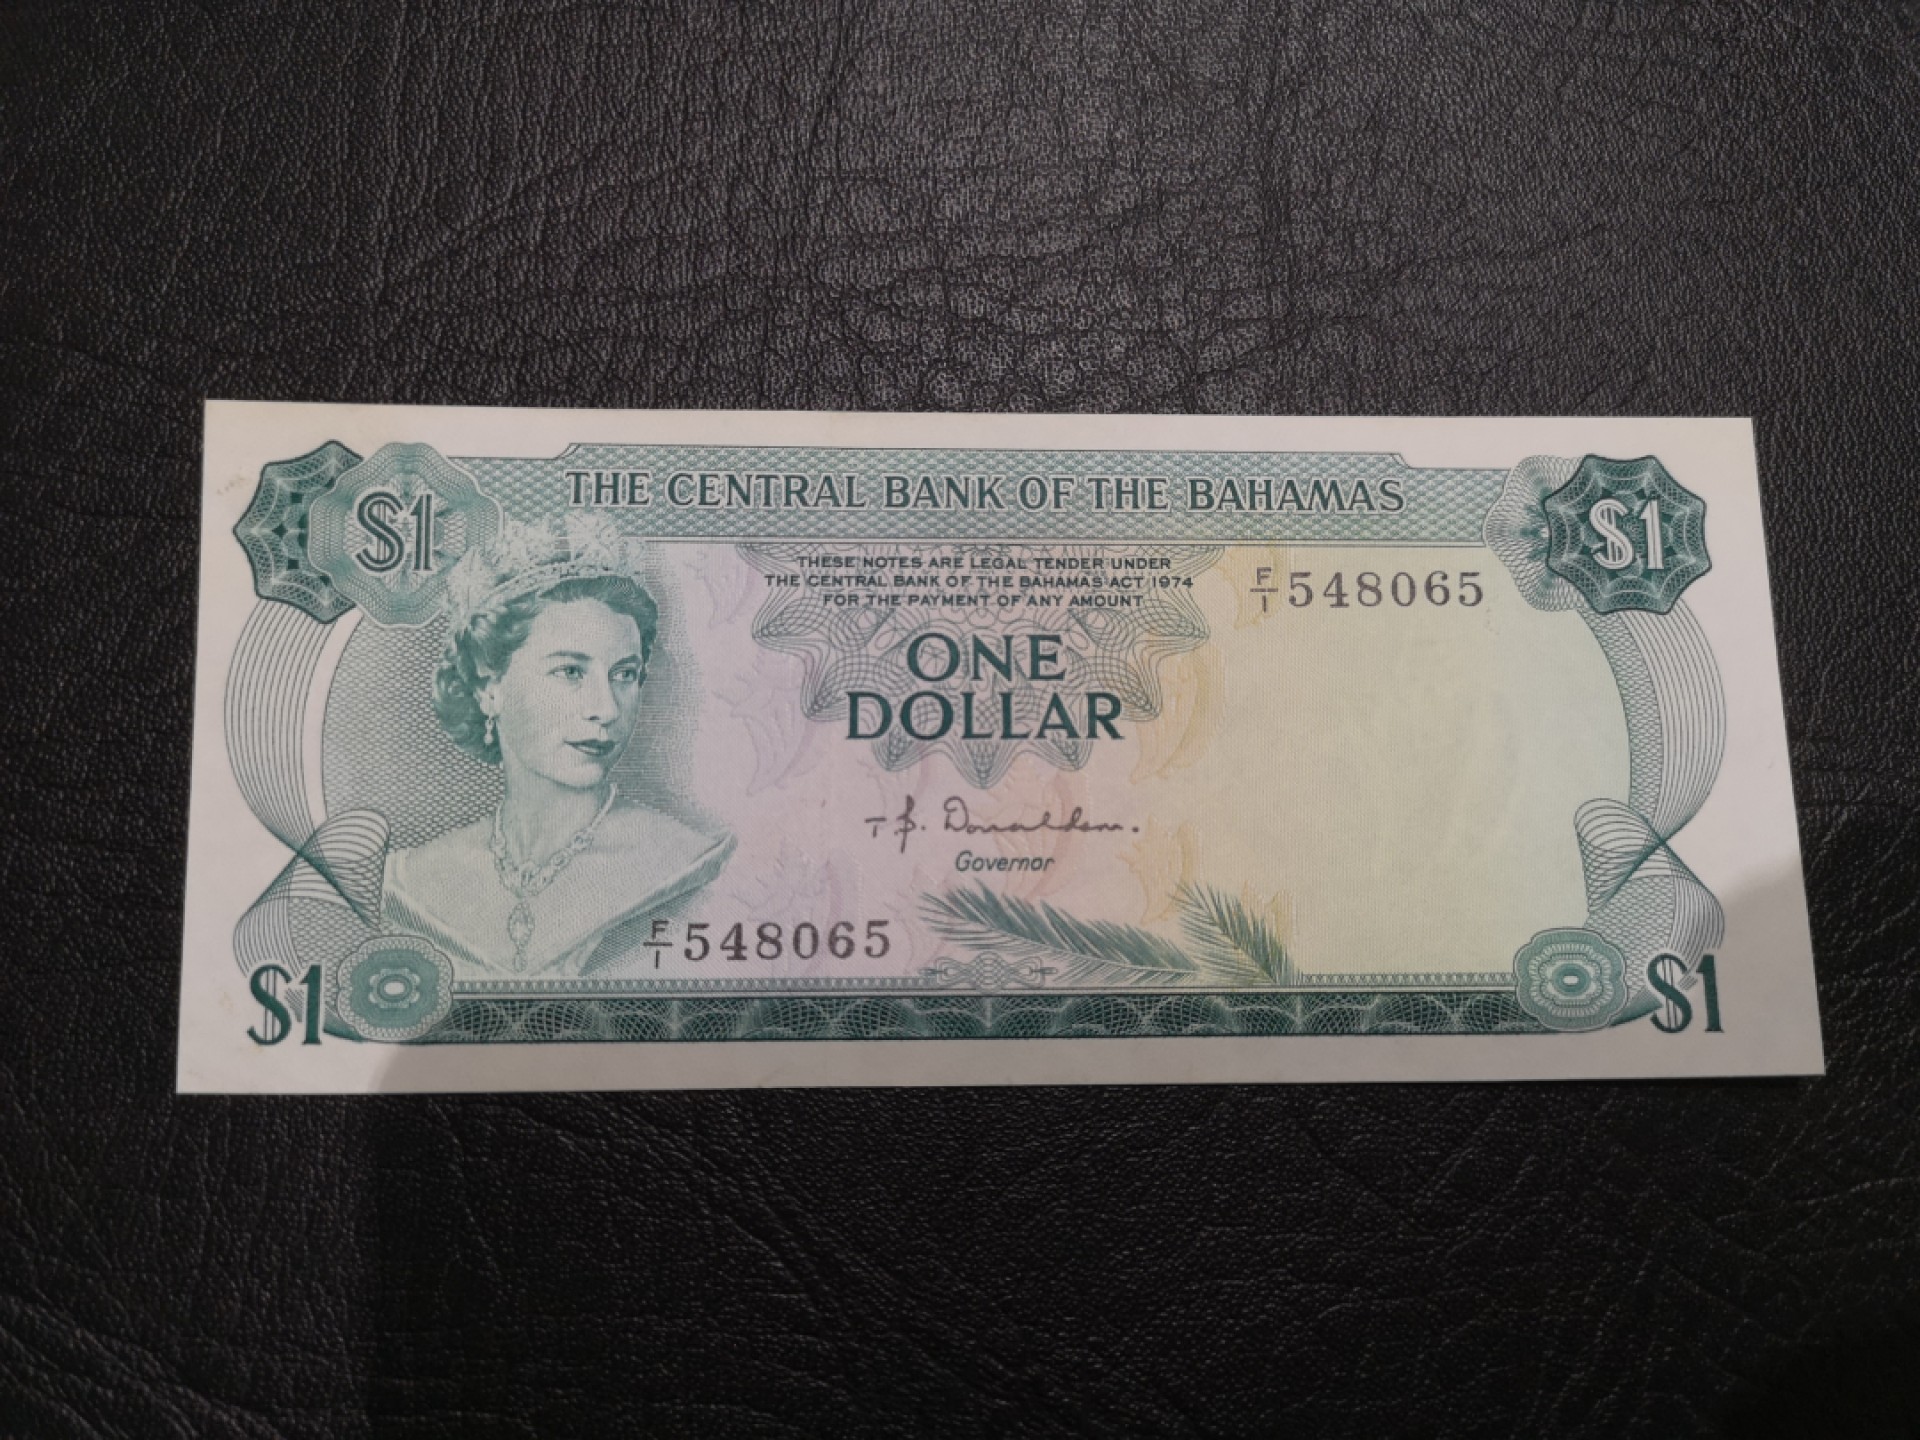 $1
THE CENTRAL BANK OF THE BAHAMAS
$1
THESE NOTES ARE LEGAL TENDER UNDER
THE CENTRAL BANK OF THE BAHAMAS ACT 1974
FOR THE PAYMENT OF ANY AMOUNT
F/1 548065
ONE
DOLLAR
T B. Donaldson.
Governor
F/1 548065
$1
$1